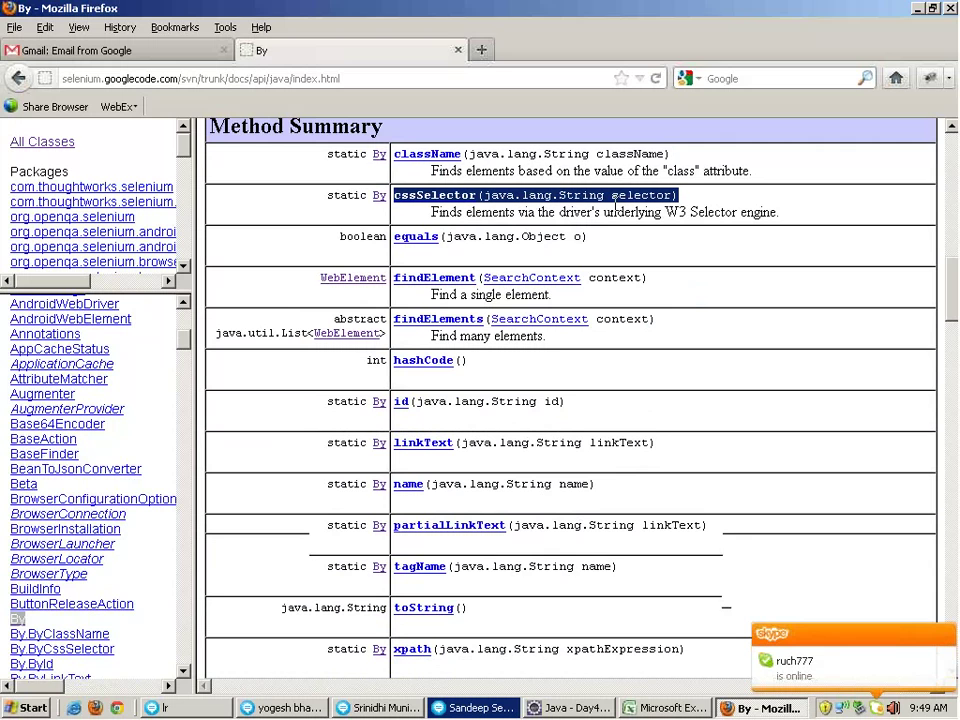 By - Mozilla Firefox
File Edit View History Bookmarks Tools Help
Gmail: Email from Google
By
selenium.googlecode.com/svn/trunk/docs/api/java/index.html
Google
Share Browser WebEx
All Classes
Packages
com.thoughtworks.selenium
com.thoughtworks.selenium.
org.openqa.selenium
org.openqa.selenium.androi
org.openqa.selenium.androi
org.openqa.selenium.browse
AndroidWebDriver
AndroidWebElement
Annotations
AppCacheStatus
ApplicationCache
AttributeMatcher
Augmenter
AugmenterProvider
Base64Encoder
BaseAction
BaseFinder
BeanToJsonConverter
Beta
BrowserConfigurationOption
BrowserConnection
BrowserInstallation
BrowserLauncher
BrowserLocator
BrowserType
BuildInfo
ButtonReleaseAction
By
By.ByClassName
By.ByCssSelector
By.ById
By.ByLinkText
Method Summary
static By className(java.lang.String className)
Finds elements based on the value of the "class" attribute.
static By cssSelector(java.lang.String selector)
Finds elements via the driver's underlying W3 Selector engine.
boolean equals(java.lang.Object o)
WebElement findElement(SearchContext context)
Find a single element.
abstract java.util.List<WebElement> findElements(SearchContext context)
Find many elements.
int hashCode()
static By id(java.lang.String id)
static By linkText(java.lang.String linkText)
static By name(java.lang.String name)
static By partialLinkText(java.lang.String linkText)
static By tagName(java.lang.String name)
java.lang.String toString()
static By xpath(java.lang.String xpathExpression)
skype
ruch777
is online
Start
lr
yogesh bha...
Srinidhi Muni...
Sandeep Se...
Java - Day4...
Microsoft Ex...
By - Mozilla...
9:49 AM